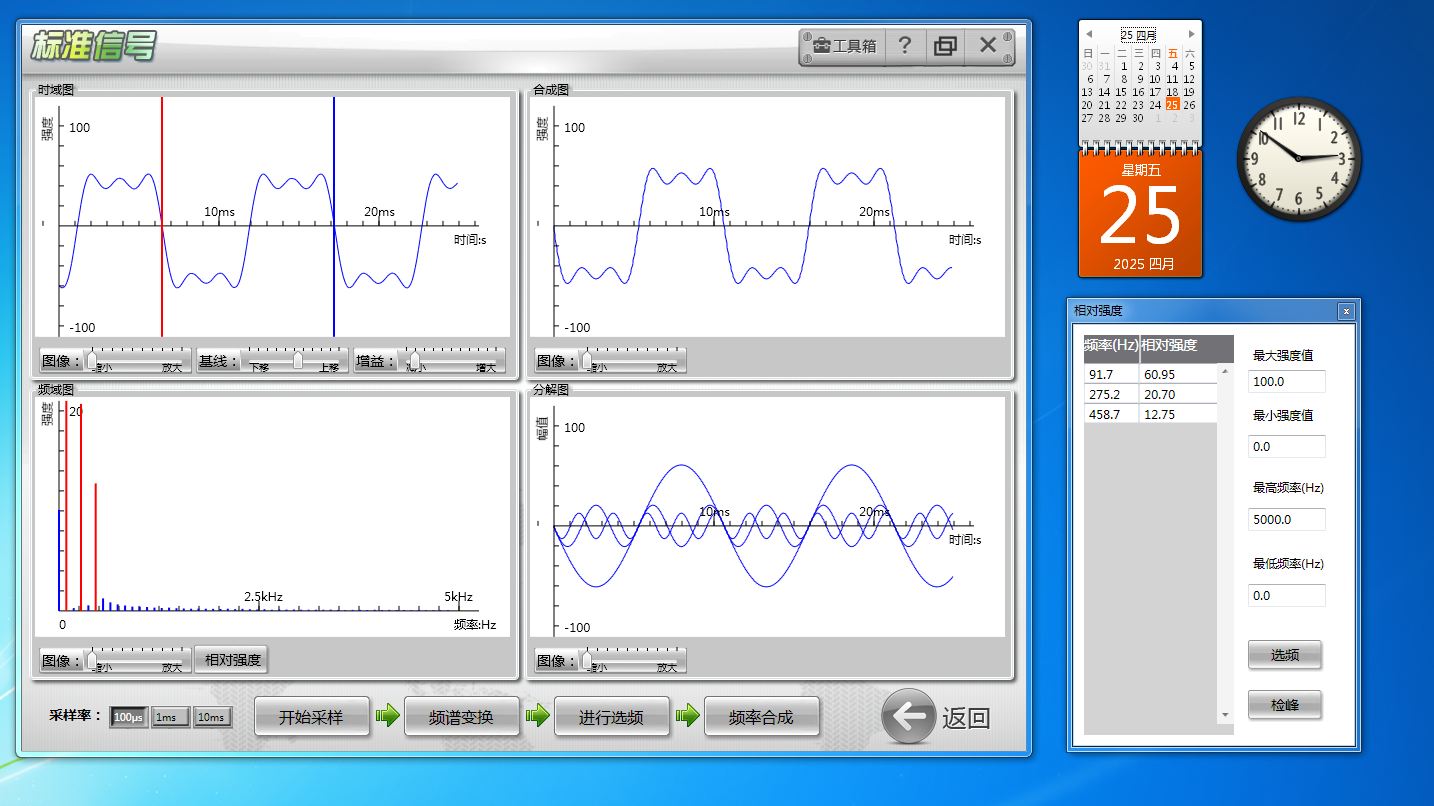 标准信号
工具箱
?
时域图
强度
100
10ms
20ms
时间:s
-100
图像：
缩小
放大
基线：
下移
上移
增益：
减小
增大
合成图
强度
100
10ms
20ms
时间:s
-100
图像：
缩小
放大
频域图
强度
20
2.5kHz
5kHz
0
频率:Hz
图像：
缩小
放大
相对强度
分解图
幅值
100
10ms
20ms
时间:s
-100
图像：
缩小
放大
采样率：
100μs
1ms
10ms
开始采样
频谱变换
进行选频
频率合成
返回
25 四月
日 一 二 三 四 五 六
30 31 1 2 3 4 5
6 7 8 9 10 11 12
13 14 15 16 17 18 19
20 21 22 23 24 25 26
27 28 29 30 1 2 3
星期五
25
2025 四月
12
1
2
3
4
5
6
7
8
9
10
11
相对强度
频率(Hz) 相对强度
91.7 60.95
275.2 20.70
458.7 12.75
最大强度值
100.0
最小强度值
0.0
最高频率(Hz)
5000.0
最低频率(Hz)
0.0
选频
检峰